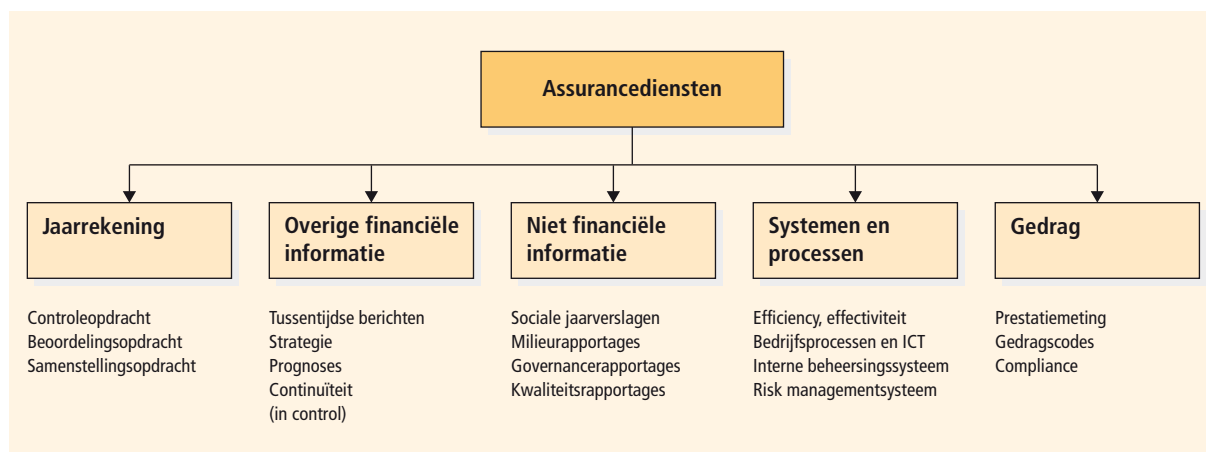 Assurancediensten
Jaarrekening
Controleopdracht
Beoordelingsopdracht
Samenstellingsopdracht
Overige financiële
informatie
Tussentijdse berichten
Strategie
Prognoses
Continuïteit
(in control)
Niet financiële
informatie
Sociale jaarverslagen
Milieurapportages
Governancerapportages
Kwaliteitsrapportages
Systemen en
processen
Efficiency, effectiviteit
Bedrijfsprocessen en ICT
Interne beheersingssysteem
Risk managementsysteem
Gedrag
Prestatiemeting
Gedragscodes
Compliance